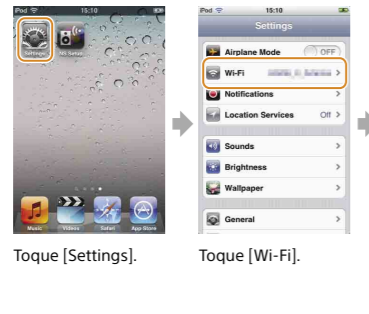 iPod 15:10
Settings
NS Setup
Music
Videos
Safari
App Store
Toque [Settings].
iPod 15:10
Settings
Airplane Mode OFF
Wi-Fi
Notifications
Location Services Off
Sounds
Brightness
Wallpaper
General
Toque [Wi-Fi].